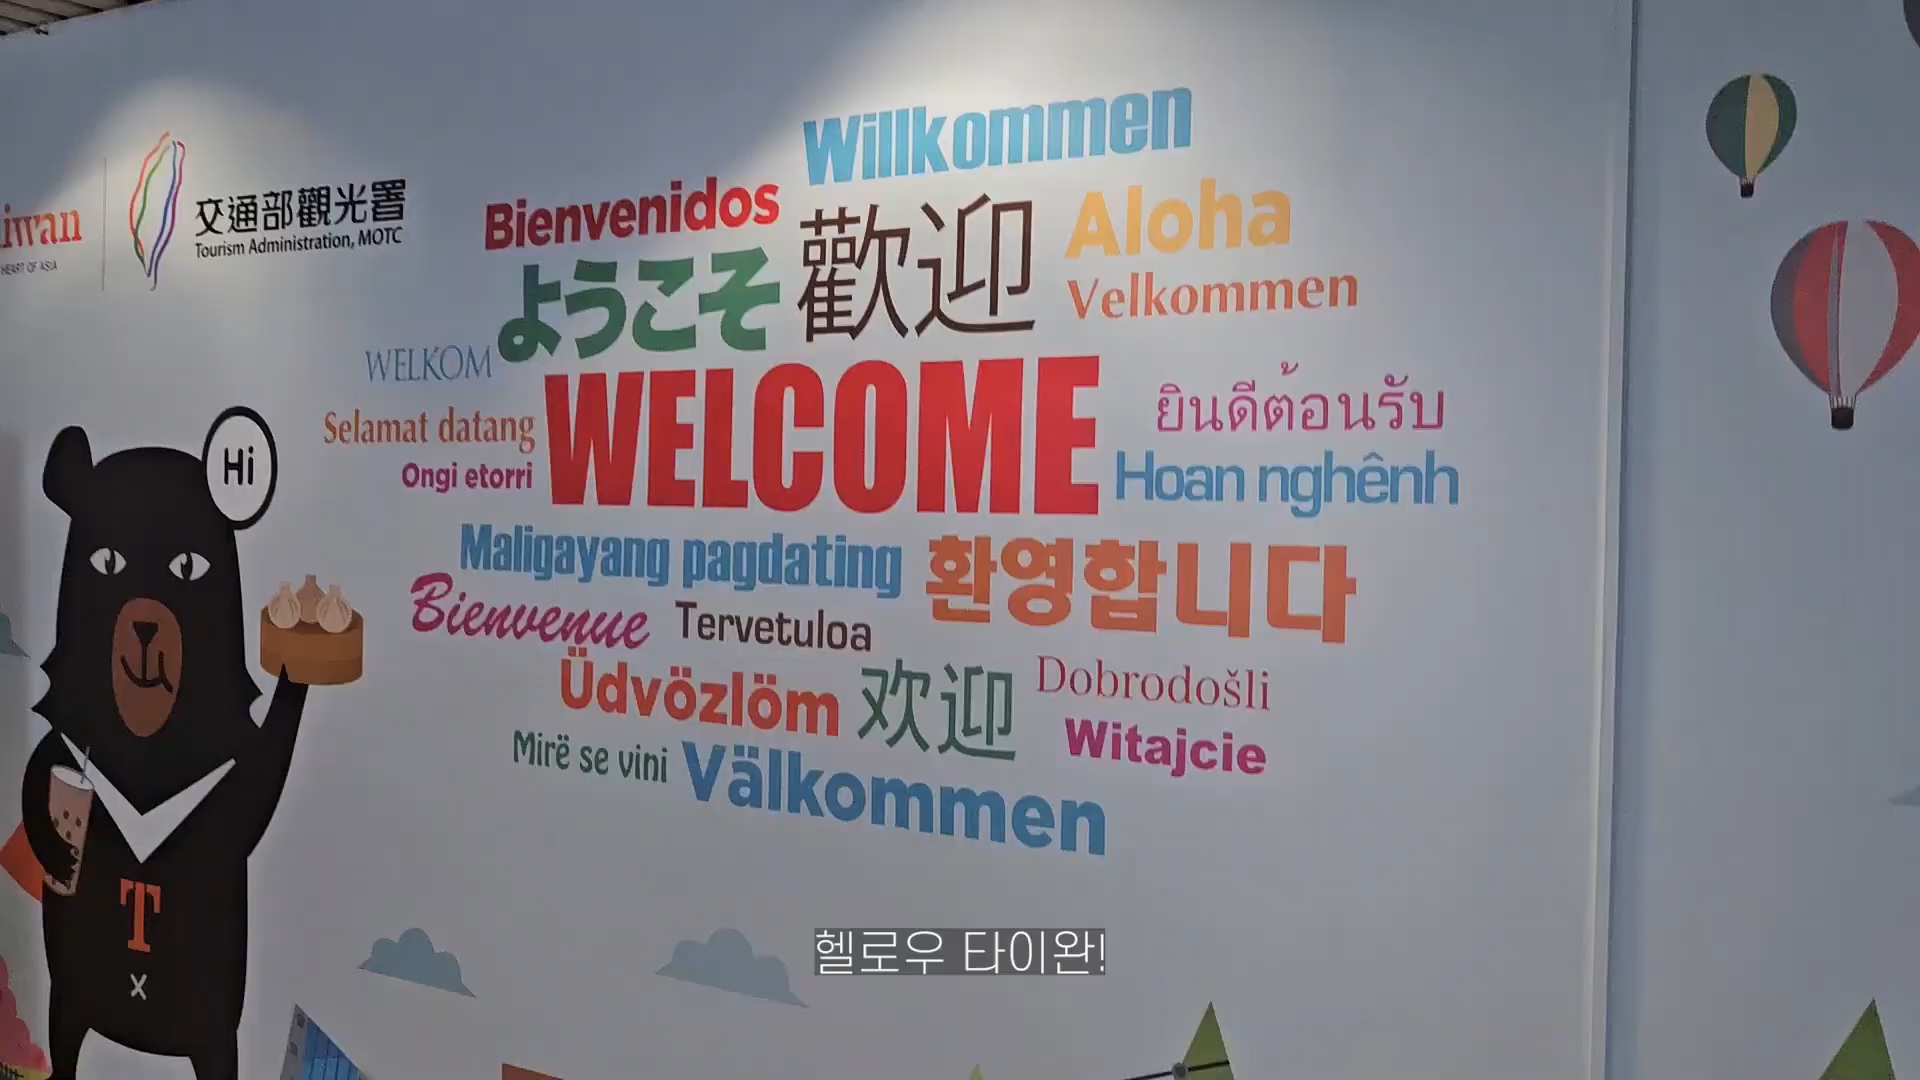 iwan
HEART OF ASIA
交通部觀光署
Tourism Administration, MOTC
Willkommen
Bienvenidos
Aloha
ようこそ
歡迎
Velkommen
WELKOM
WELCOME
ยินดีต้อนรับ
Selamat datang
Ongi etorri
Hoan nghênh
Maligayang pagdating
환영합니다
Bienvenue
Tervetuloa
Üdvözlöm
欢迎
Dobrodošli
Witajcie
Mirë se vini
Välkommen
Hi
T
x
헬로우 타이완!